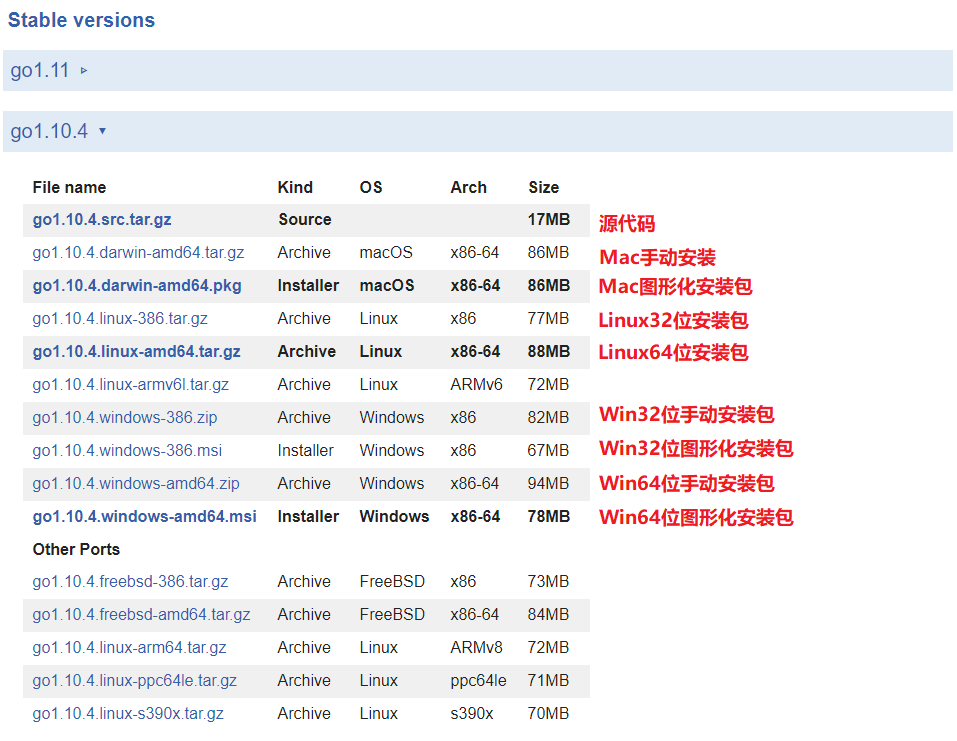 Stable versions
go1.11 ▹
go1.10.4 ▾
File name Kind OS Arch Size
go1.10.4.src.tar.gz Source 17MB 源代码
go1.10.4.darwin-amd64.tar.gz Archive macOS x86-64 86MB Mac手动安装
go1.10.4.darwin-amd64.pkg Installer macOS x86-64 86MB Mac图形化安装包
go1.10.4.linux-386.tar.gz Archive Linux x86 77MB Linux32位安装包
go1.10.4.linux-amd64.tar.gz Archive Linux x86-64 88MB Linux64位安装包
go1.10.4.linux-armv6l.tar.gz Archive Linux ARMv6 72MB
go1.10.4.windows-386.zip Archive Windows x86 82MB Win32位手动安装包
go1.10.4.windows-386.msi Installer Windows x86 67MB Win32位图形化安装包
go1.10.4.windows-amd64.zip Archive Windows x86-64 94MB Win64位手动安装包
go1.10.4.windows-amd64.msi Installer Windows x86-64 78MB Win64位图形化安装包
Other Ports
go1.10.4.freebsd-386.tar.gz Archive FreeBSD x86 73MB
go1.10.4.freebsd-amd64.tar.gz Archive FreeBSD x86-64 84MB
go1.10.4.linux-arm64.tar.gz Archive Linux ARMv8 72MB
go1.10.4.linux-ppc64le.tar.gz Archive Linux ppc64le 71MB
go1.10.4.linux-s390x.tar.gz Archive Linux s390x 70MB